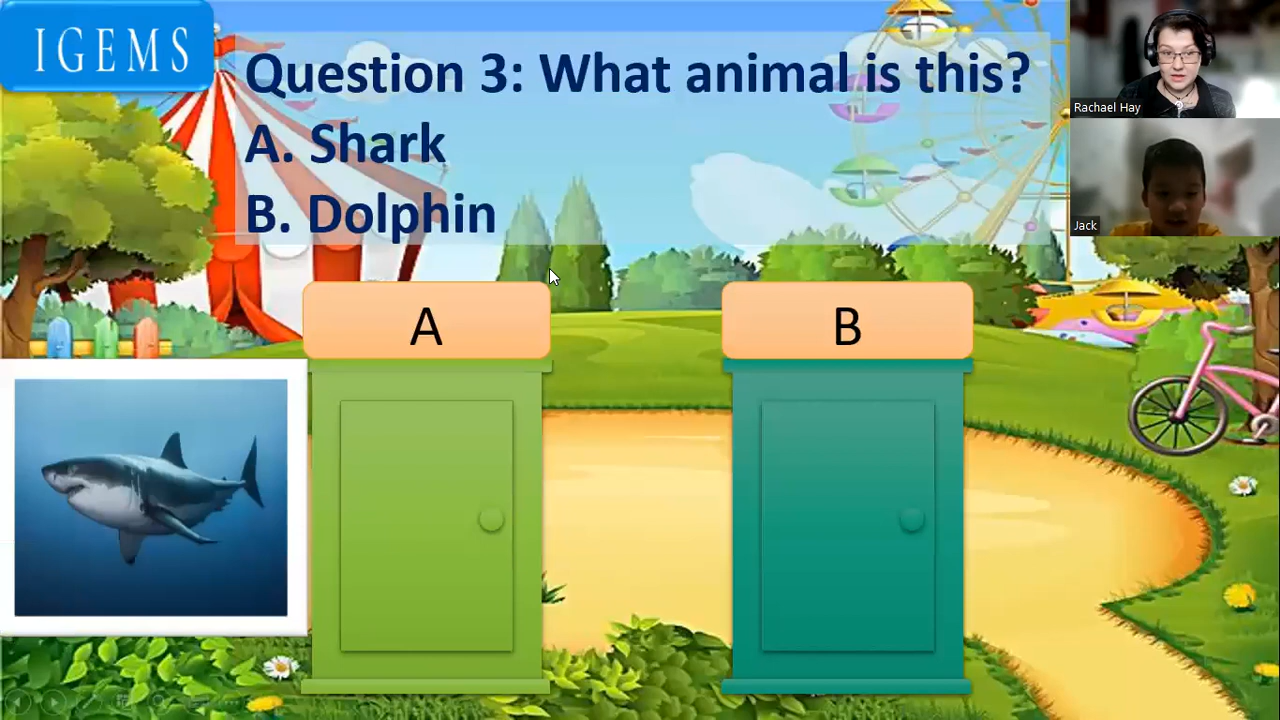 IGEMS
Question 3: What animal is this?
A. Shark
B. Dolphin
Rachael Hay
Jack
A
B